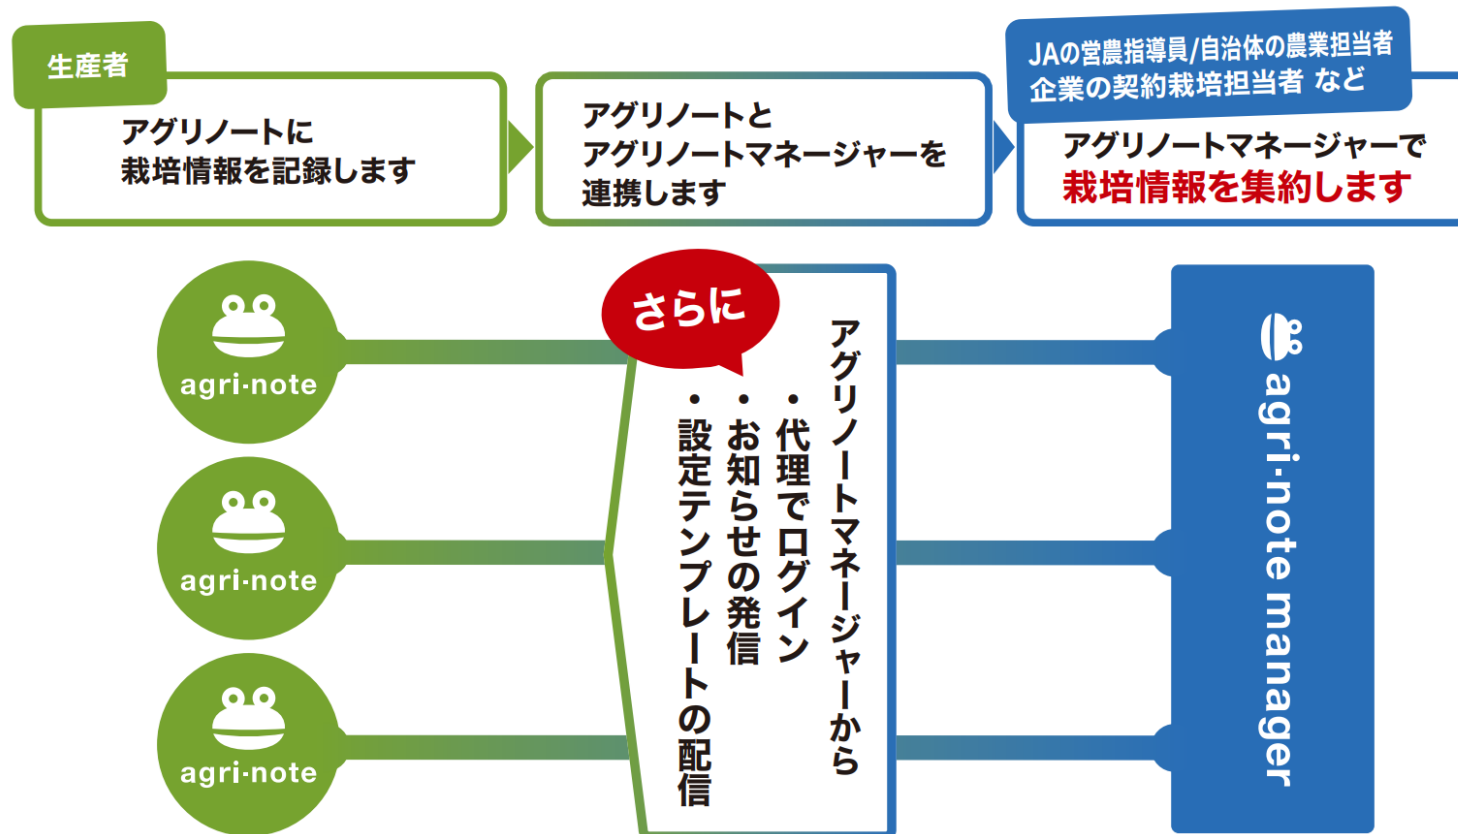 生産者
アグリノートに
栽培情報を記録します
アグリノートと
アグリノートマネージャーを
連携します
JAの営農指導員/自治体の農業担当者
企業の契約栽培担当者 など
アグリノートマネージャーで
栽培情報を集約します
agri-note
agri-note
agri-note
さらに
アグリノートマネージャーから
・代理でログイン
・お知らせの発信
・設定テンプレートの配信
agri-note manager